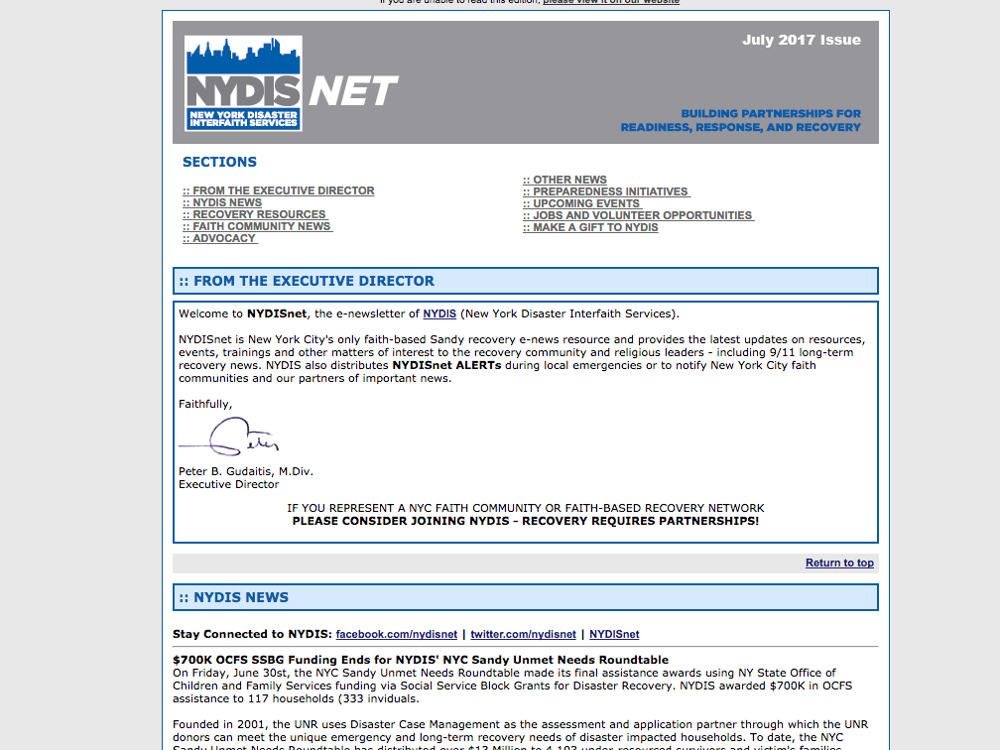 If you are unable to read this edition, please view it on our website
July 2017 Issue
NYDIS NET
NEW YORK DISASTER
INTERFAITH SERVICES
BUILDING PARTNERSHIPS FOR
READINESS, RESPONSE, AND RECOVERY
SECTIONS
:: FROM THE EXECUTIVE DIRECTOR
:: NYDIS NEWS
:: RECOVERY RESOURCES
:: FAITH COMMUNITY NEWS
:: ADVOCACY
:: OTHER NEWS
:: PREPAREDNESS INITIATIVES
:: UPCOMING EVENTS
:: JOBS AND VOLUNTEER OPPORTUNITIES
:: MAKE A GIFT TO NYDIS
:: FROM THE EXECUTIVE DIRECTOR
Welcome to NYDISnet, the e-newsletter of NYDIS (New York Disaster Interfaith Services).
NYDISnet is New York City's only faith-based Sandy recovery e-news resource and provides the latest updates on resources,
events, trainings and other matters of interest to the recovery community and religious leaders - including 9/11 long-term
recovery news. NYDIS also distributes NYDISnet ALERTs during local emergencies or to notify New York City faith
communities and our partners of important news.
Faithfully,
Peter
Peter B. Gudaitis, M.Div.
Executive Director
IF YOU REPRESENT A NYC FAITH COMMUNITY OR FAITH-BASED RECOVERY NETWORK
PLEASE CONSIDER JOINING NYDIS - RECOVERY REQUIRES PARTNERSHIPS!
Return to top
:: NYDIS NEWS
Stay Connected to NYDIS: facebook.com/nydisnet | twitter.com/nydisnet | NYDISnet
$700K OCFS SSBG Funding Ends for NYDIS' NYC Sandy Unmet Needs Roundtable
On Friday, June 30st, the NYC Sandy Unmet Needs Roundtable made its final assistance awards using NY State Office of
Children and Family Services funding via Social Service Block Grants for Disaster Recovery. NYDIS awarded $700K in OCFS
assistance to 117 households (333 inviduals.
Founded in 2001, the UNR uses Disaster Case Management as the assessment and application partner through which the UNR
donors can meet the unique emergency and long-term recovery needs of disaster impacted households. To date, the NYC
Sandy Unmet Needs Roundtable has distributed over $13 Million to 4,103 under-resourced survivors and victim's families